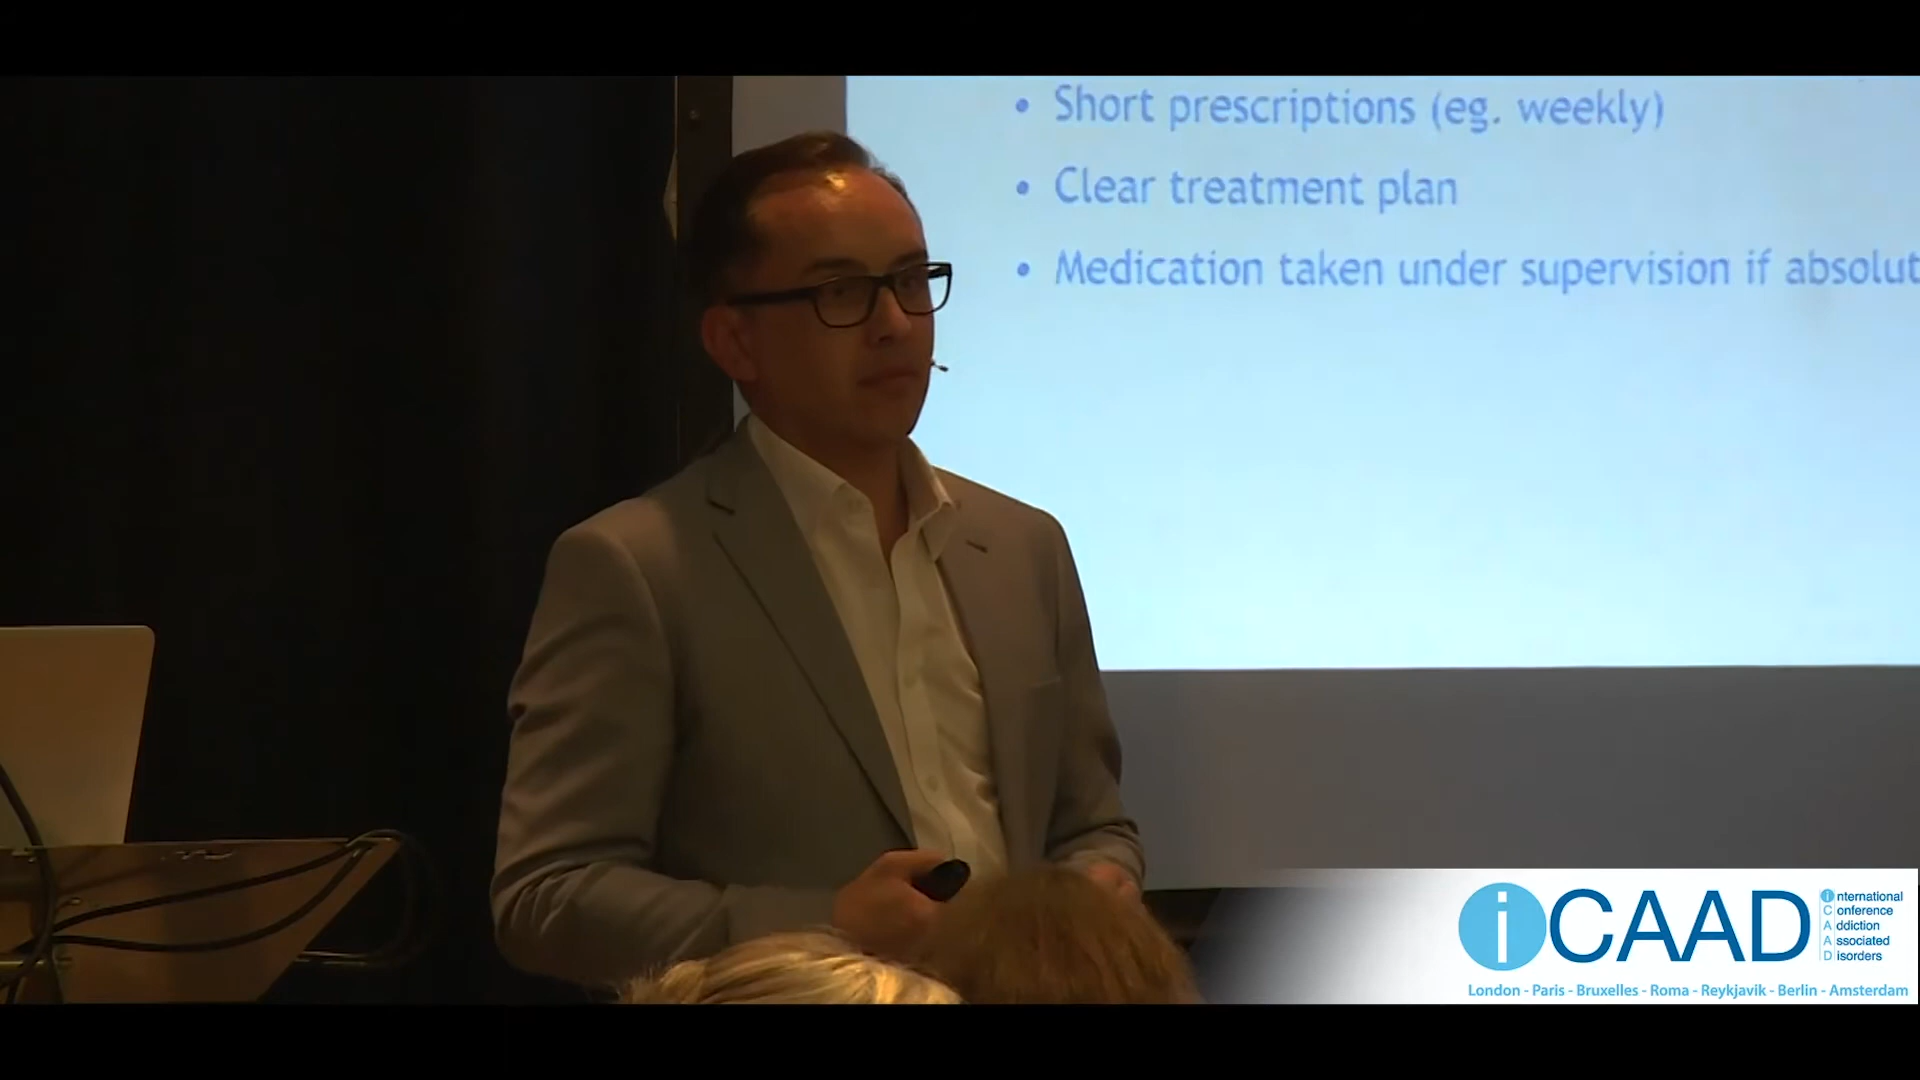 • Short prescriptions (eg. weekly)
• Clear treatment plan
• Medication taken under supervision if absolut
iCAAD
international
Conference
Addiction
Associated
Disorders
London - Paris - Bruxelles - Roma - Reykjavik - Berlin - Amsterdam